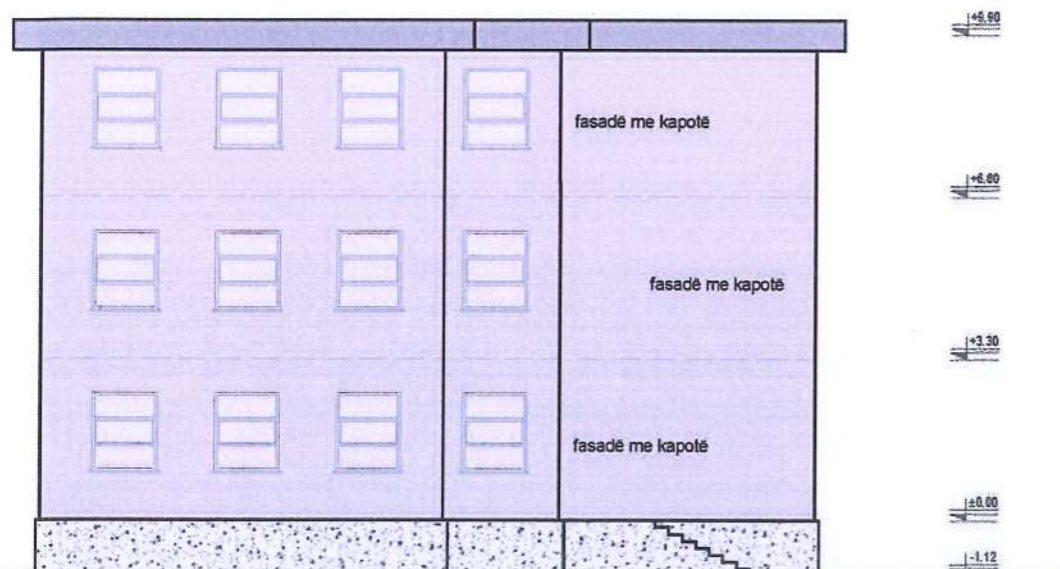 +9.90
fasadë me kapotë
+6.60
fasadë me kapotë
+3.30
fasadë me kapotë
±0.00
-1.12